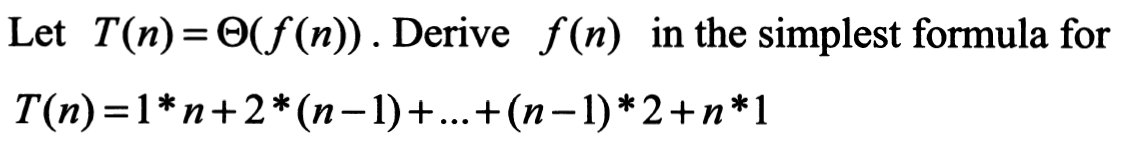 Let T(n) = Θ(f(n)). Derive f(n) in the simplest formula for
T(n) = 1*n+2*(n−1)+...+(n−1)*2+n*1